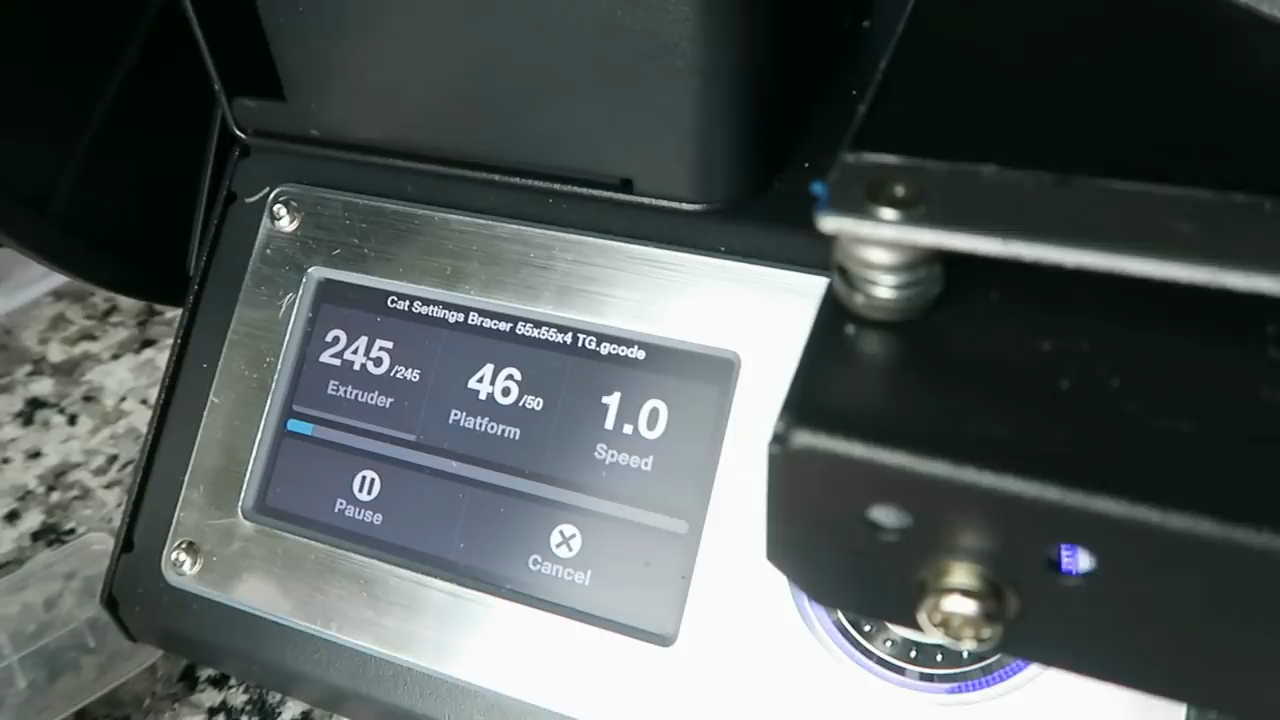 Cat Settings Bracer 55x55x4 TG.gcode
245/245 46/50 1.0
Extruder Platform Speed
Pause Cancel